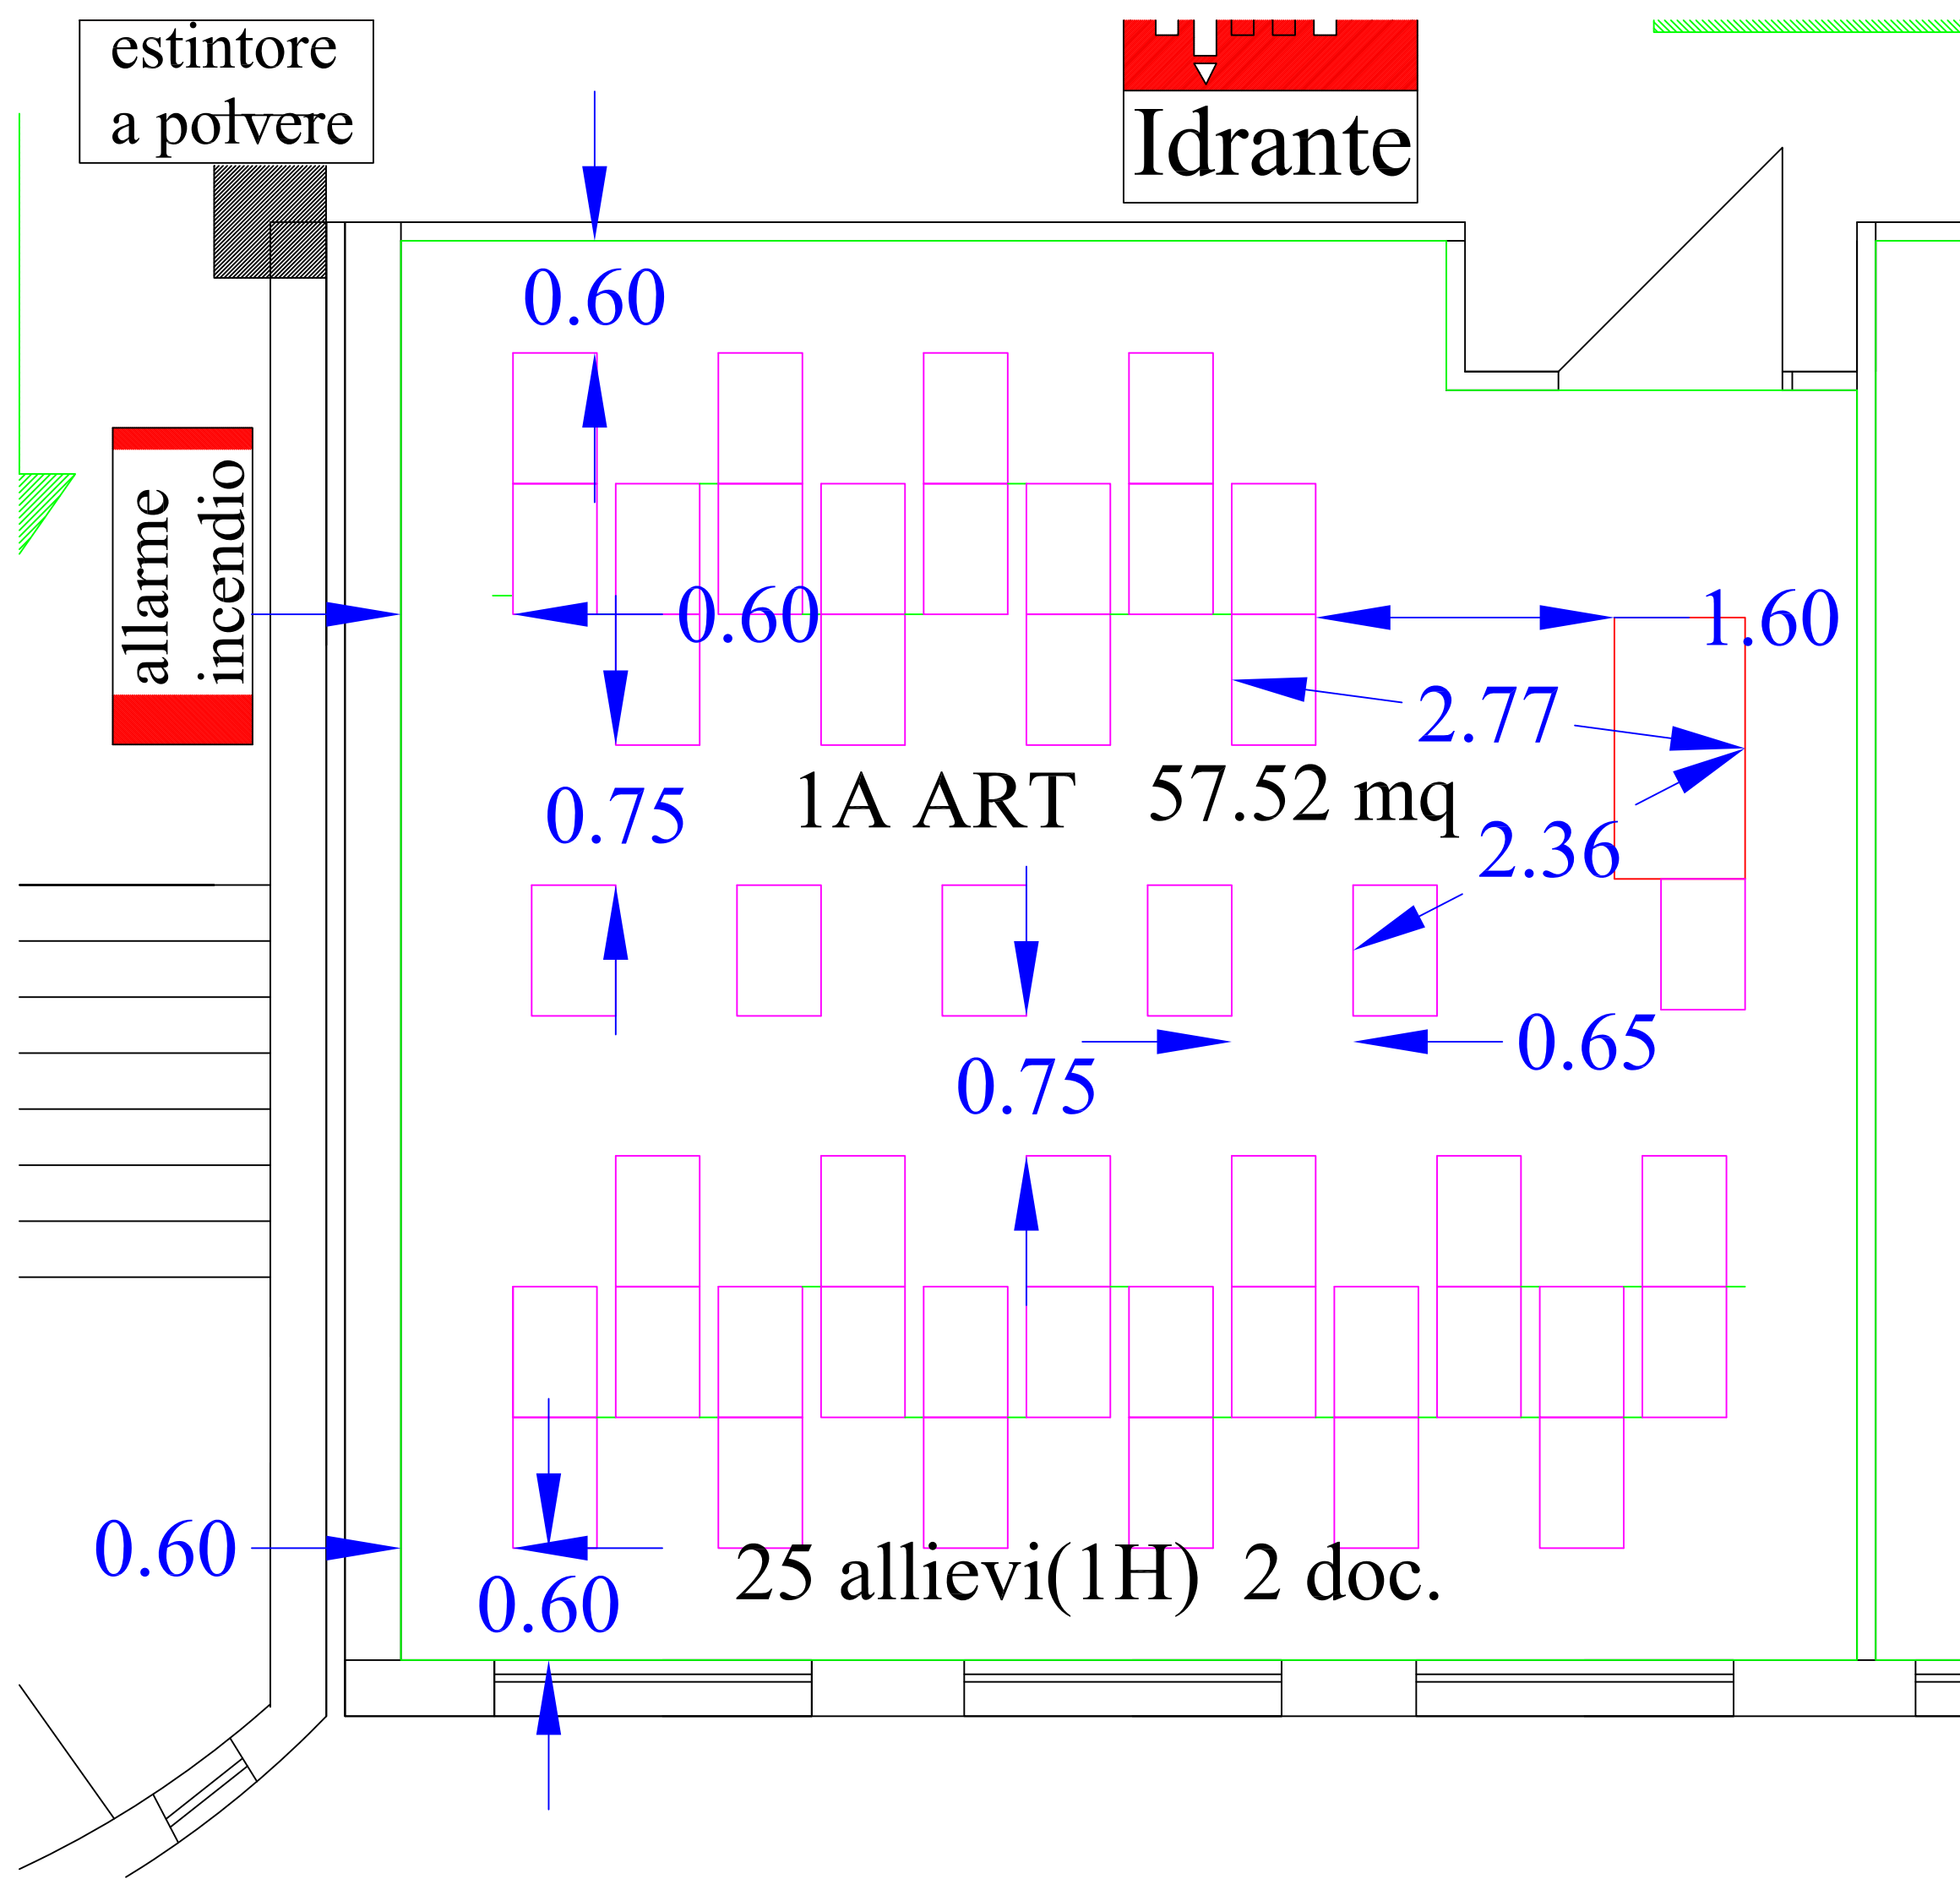 estintore
a polvere
Idrante
0.60
allarme
incendio
0.60
1.60
2.77
0.75
1A ART 57.52 mq
2.36
0.65
0.75
0.60
25 allievi(1H) 2 doc.
0.60